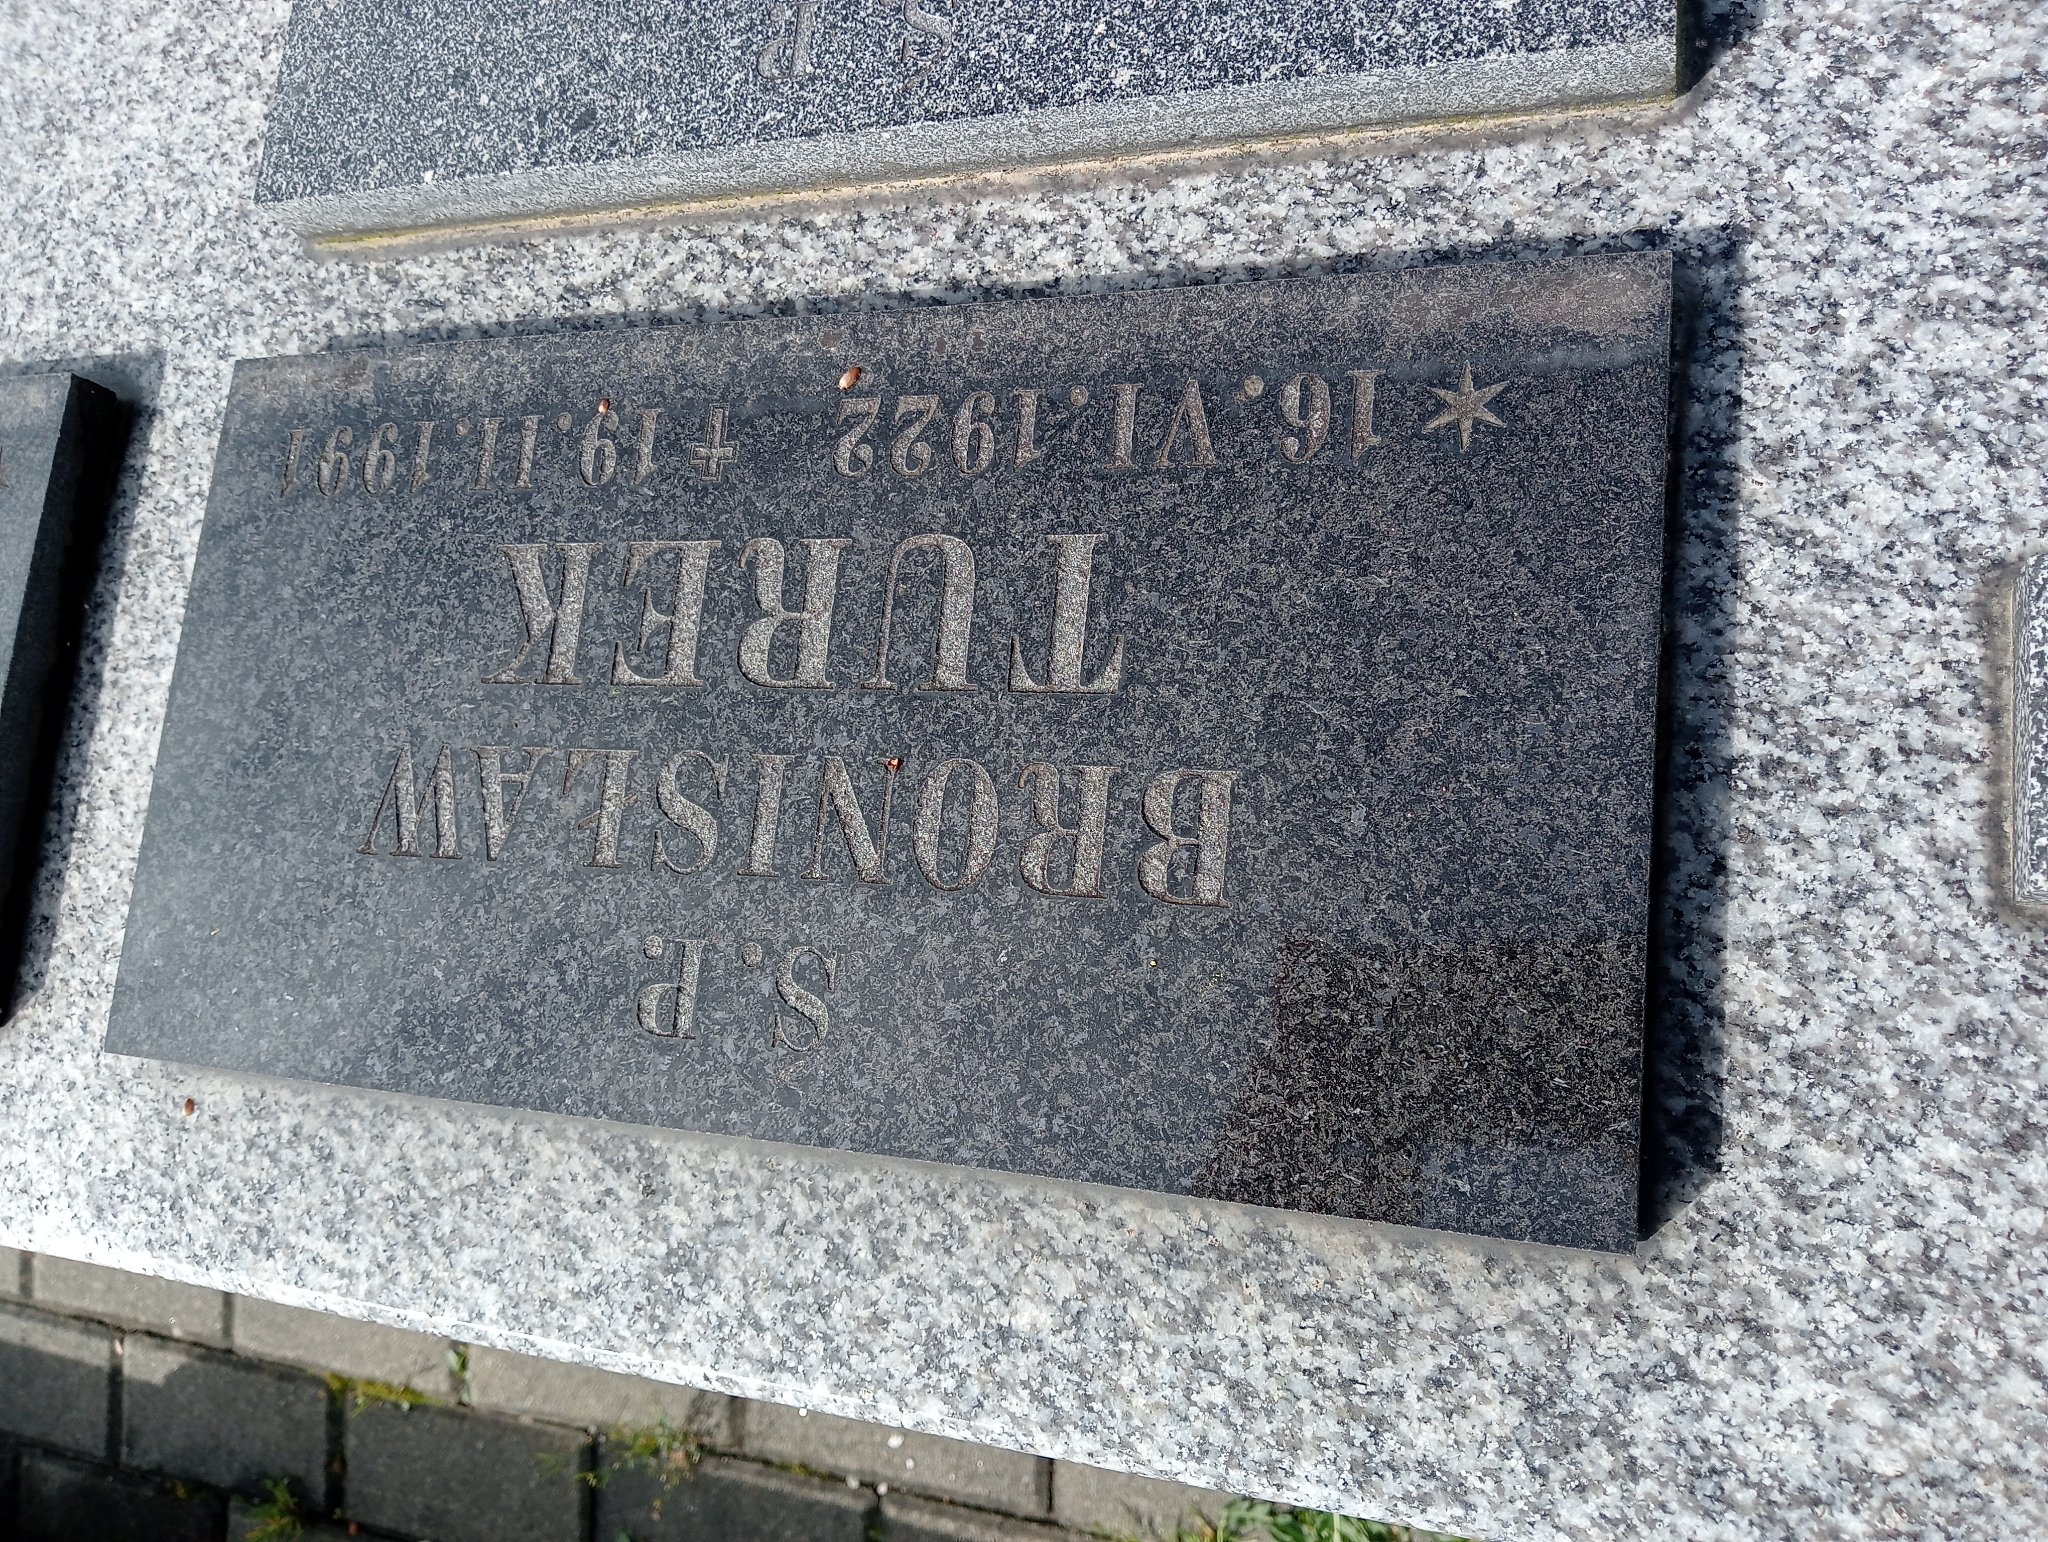 Ś.P.
BRONISŁAW
TUREK
* 16.VI.1922 ✝ 19.II.1991
Ś.P